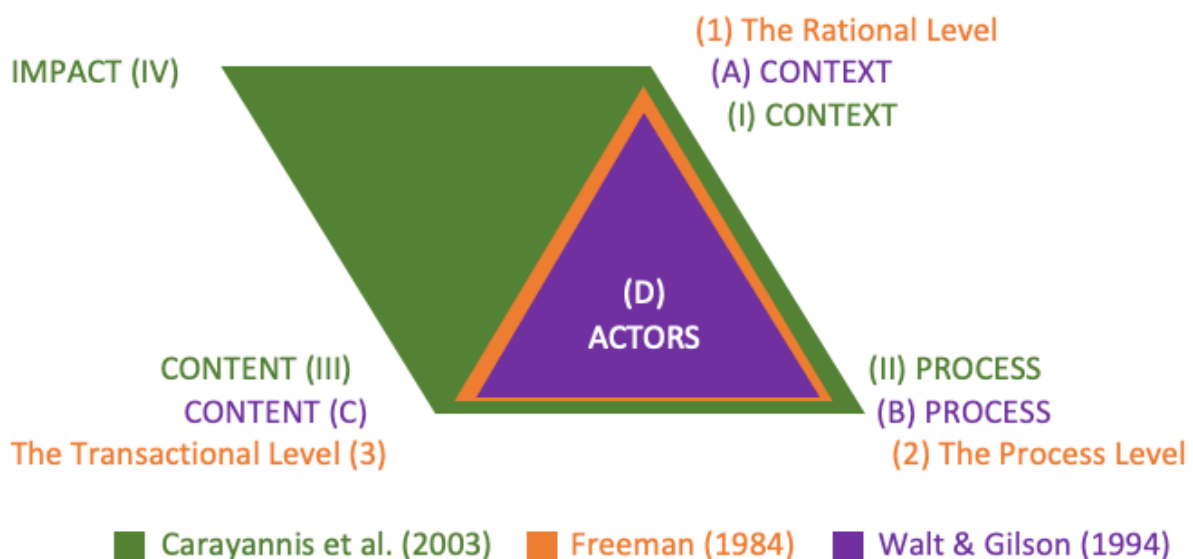 (1) The Rational Level
IMPACT (IV)
(A) CONTEXT
(I) CONTEXT
(D)
ACTORS
CONTENT (III)
(II) PROCESS
CONTENT (C)
(B) PROCESS
The Transactional Level (3)
(2) The Process Level
Carayannis et al. (2003)
Freeman (1984)
Walt & Gilson (1994)